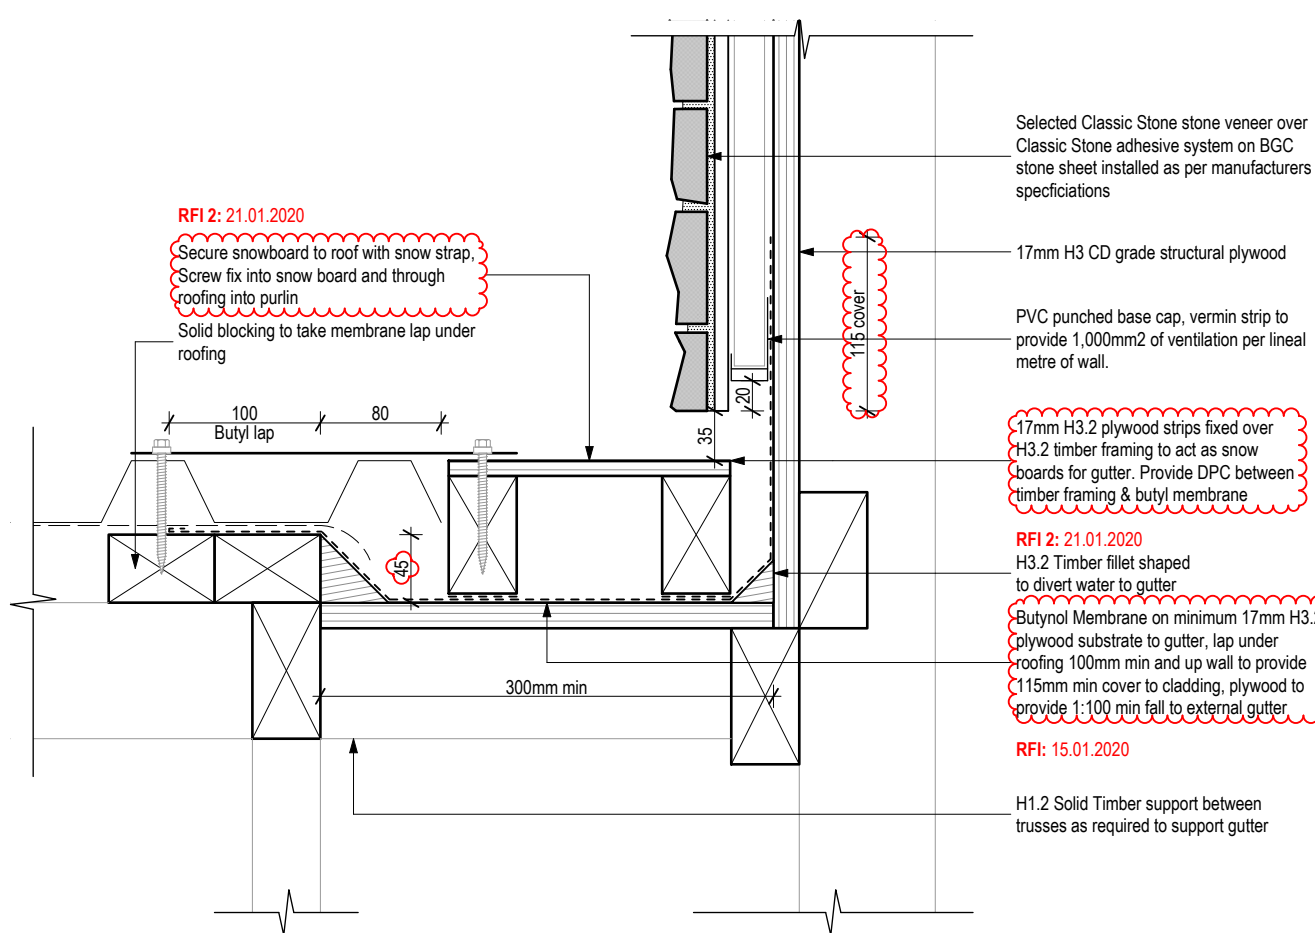 Selected Classic Stone stone veneer over
Classic Stone adhesive system on BGC
stone sheet installed as per manufacturers
specficiations
RFI 2: 21.01.2020
Secure snowboard to roof with snow strap,
Screw fix into snow board and through
roofing into purlin
Solid blocking to take membrane lap under
roofing
17mm H3 CD grade structural plywood
115 cover
PVC punched base cap, vermin strip to
provide 1,000mm2 of ventilation per lineal
metre of wall.
20
100
80
Butyl lap
35
17mm H3.2 plywood strips fixed over
H3.2 timber framing to act as snow
boards for gutter. Provide DPC between
timber framing & butyl membrane
RFI 2: 21.01.2020
45
H3.2 Timber fillet shaped
to divert water to gutter
Butynol Membrane on minimum 17mm H3.2
plywood substrate to gutter, lap under
roofing 100mm min and up wall to provide
115mm min cover to cladding, plywood to
provide 1:100 min fall to external gutter
300mm min
RFI: 15.01.2020
H1.2 Solid Timber support between
trusses as required to support gutter